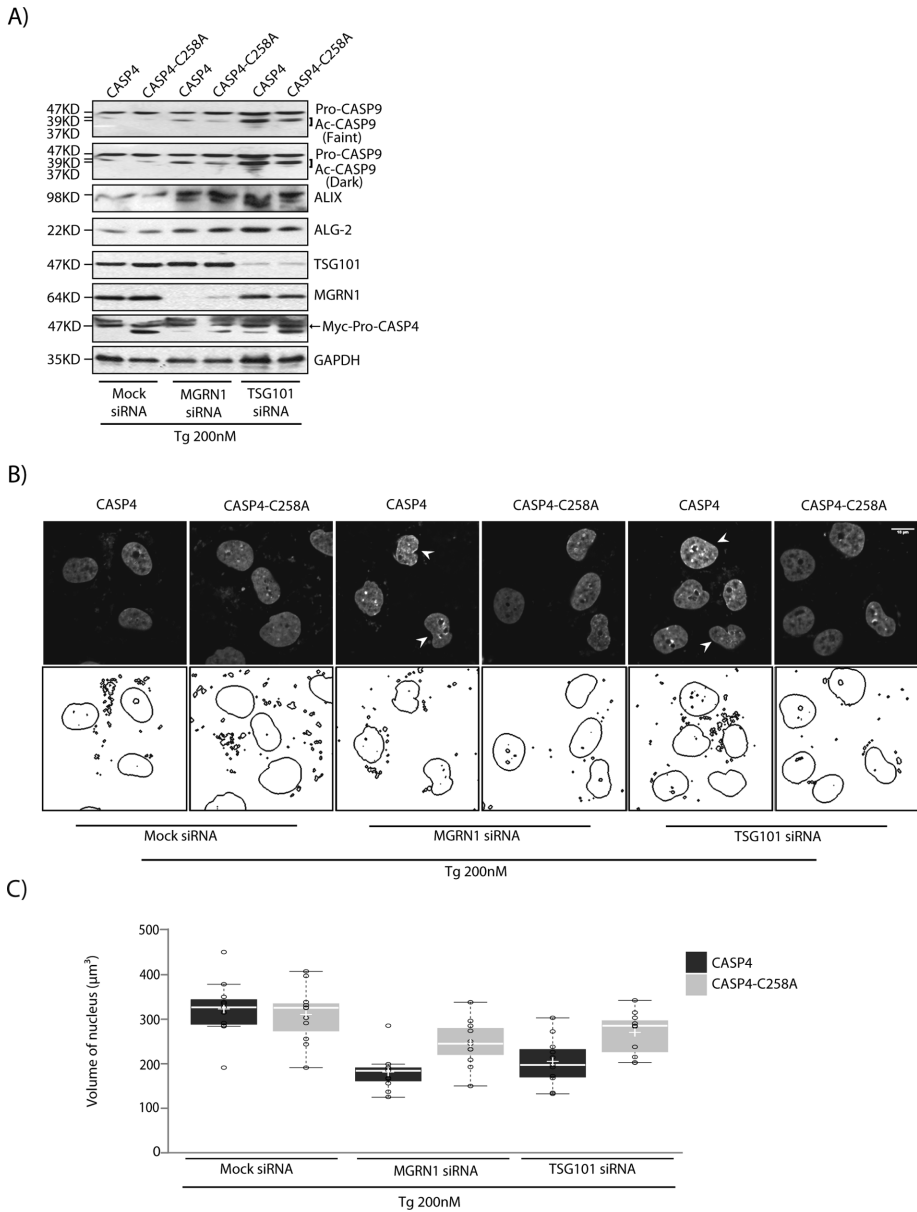 A)
CASP4
CASP4-C258A
CASP4
CASP4-C258A
CASP4
CASP4-C258A
47KD
39KD
37KD
Pro-CASP9
Ac-CASP9
(Faint)
47KD
39KD
37KD
Pro-CASP9
Ac-CASP9
(Dark)
98KD
ALIX
22KD
ALG-2
47KD
TSG101
64KD
MGRN1
47KD
←Myc-Pro-CASP4
35KD
GAPDH
Mock siRNA
MGRN1 siRNA
TSG101 siRNA
Tg 200nM
B)
CASP4
CASP4-C258A
CASP4
CASP4-C258A
CASP4
CASP4-C258A
10 µm
Mock siRNA
MGRN1 siRNA
TSG101 siRNA
Tg 200nM
C)
Volume of nucleus (µm³)
500
400
300
200
100
0
CASP4
CASP4-C258A
Mock siRNA
MGRN1 siRNA
TSG101 siRNA
Tg 200nM